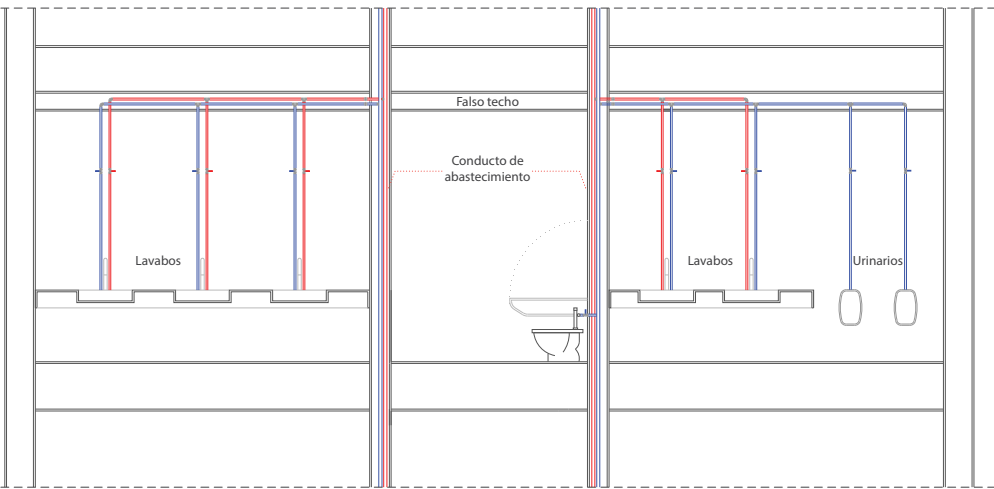 Falso techo
Conducto de
abastecimiento
Lavabos
Lavabos
Urinarios